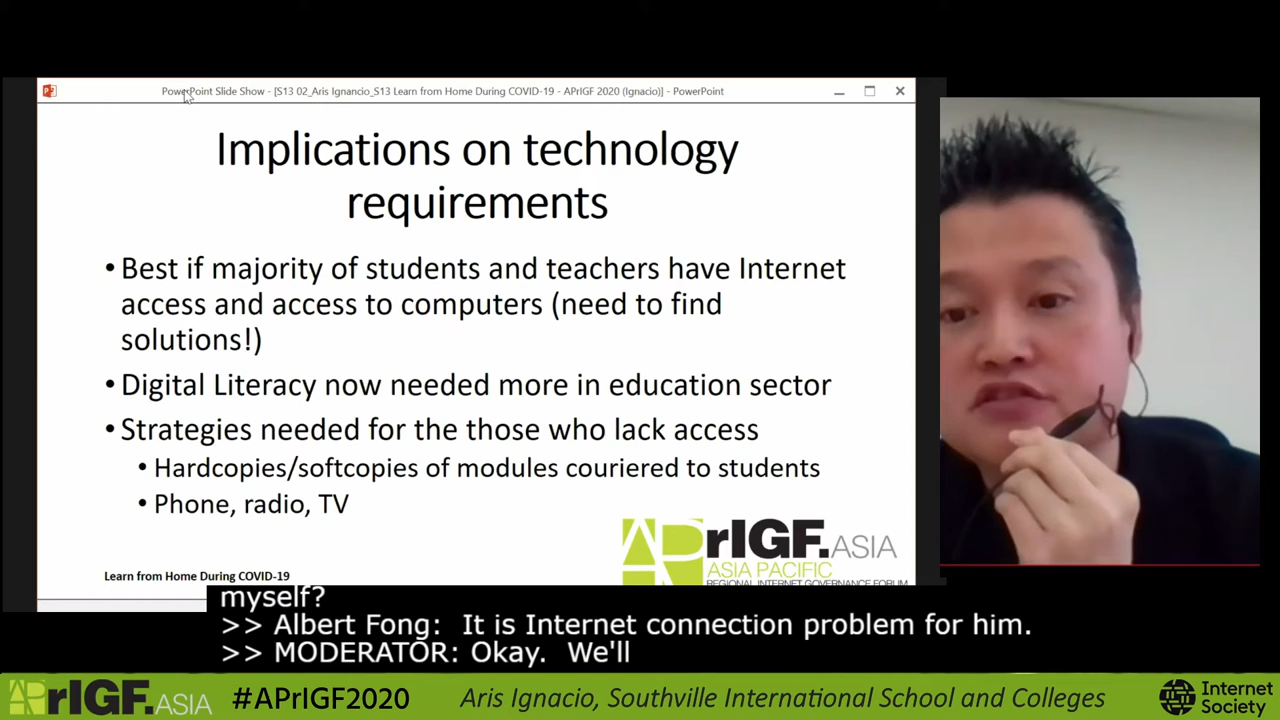 PowerPoint Slide Show - [S13 02_Aris Ignancio_S13 Learn from Home During COVID-19 - APrIGF 2020 (Ignacio)] - PowerPoint
Implications on technology
requirements
• Best if majority of students and teachers have Internet
access and access to computers (need to find
solutions!)
• Digital Literacy now needed more in education sector
• Strategies needed for the those who lack access
• Hardcopies/softcopies of modules couriered to students
• Phone, radio, TV
APrIGF.ASIA
ASIA PACIFIC
REGIONAL INTERNET GOVERNANCE FORUM
Learn from Home During COVID-19
myself?
>> Albert Fong: It is Internet connection problem for him.
>> MODERATOR: Okay. We'll
APrIGF.ASIA #APrIGF2020 Aris Ignacio, Southville International School and Colleges Internet
Society